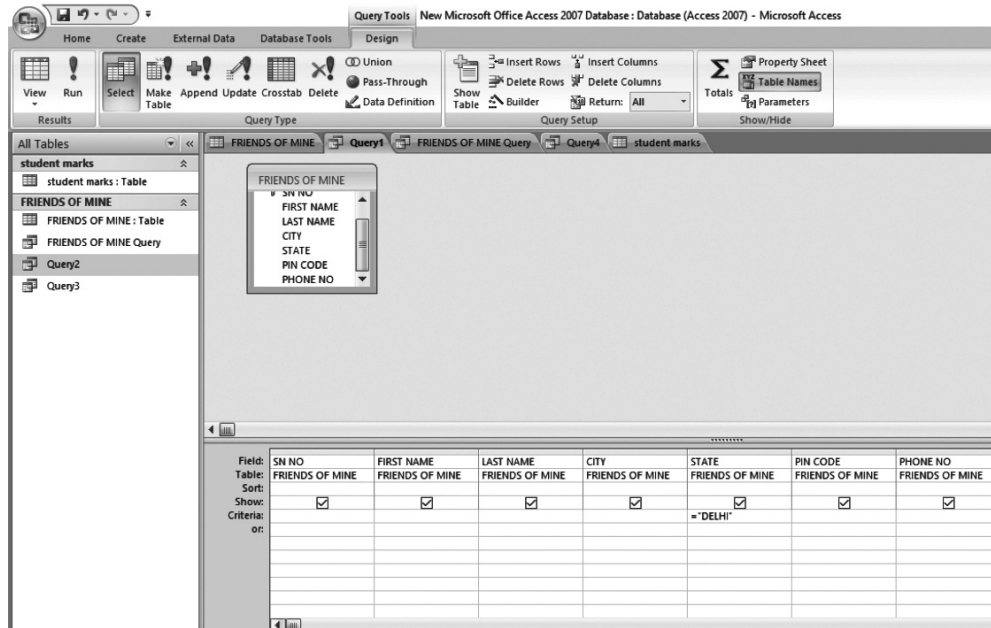 Query Tools New Microsoft Office Access 2007 Database : Database (Access 2007) - Microsoft Access
Home Create External Data Database Tools Design
View
Run
Results
Select
Make Table
Append
Update
Crosstab
Delete
Union
Pass-Through
Data Definition
Query Type
Show Table
Insert Rows
Delete Rows
Builder
Insert Columns
Delete Columns
Return: All
Query Setup
Totals
Property Sheet
Table Names
Parameters
Show/Hide
All Tables
student marks
student marks : Table
FRIENDS OF MINE
FRIENDS OF MINE : Table
FRIENDS OF MINE Query
Query2
Query3
FRIENDS OF MINE Query1 FRIENDS OF MINE Query Query4 student marks
FRIENDS OF MINE
SN NO
FIRST NAME
LAST NAME
CITY
STATE
PIN CODE
PHONE NO
Field: SN NO FIRST NAME LAST NAME CITY STATE PIN CODE PHONE NO
Table: FRIENDS OF MINE FRIENDS OF MINE FRIENDS OF MINE FRIENDS OF MINE FRIENDS OF MINE FRIENDS OF MINE FRIENDS OF MINE
Sort:
Show:
Criteria: ="DELHI"
or: